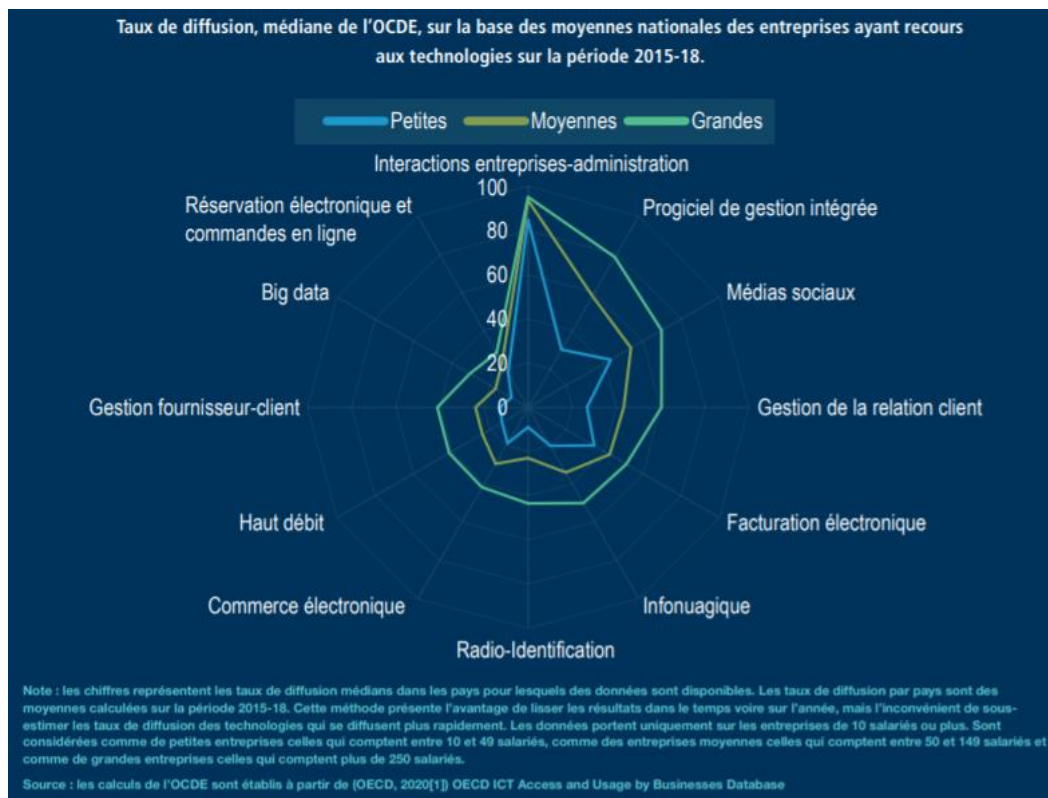 Taux de diffusion, médiane de l'OCDE, sur la base des moyennes nationales des entreprises ayant recours
aux technologies sur la période 2015-18.
Petites Moyennes Grandes
Interactions entreprises-administration
100
Réservation électronique et
commandes en ligne
Progiciel de gestion intégrée
80
60
Big data
Médias sociaux
40
20
Gestion fournisseur-client
0
Gestion de la relation client
Haut débit
Facturation électronique
Commerce électronique
Infonuagique
Radio-Identification
Note : les chiffres représentent les taux de diffusion médians dans les pays pour lesquels des données sont disponibles. Les taux de diffusion par pays sont des
moyennes calculées sur la période 2015-18. Cette méthode présente l'avantage de lisser les résultats dans le temps voire sur l'année, mais l'inconvénient de sous-
estimer les taux de diffusion des technologies qui se diffusent plus rapidement. Les données portent uniquement sur les entreprises de 10 salariés ou plus. Sont
considérées comme de petites entreprises celles qui comptent entre 10 et 49 salariés, comme des entreprises moyennes celles qui comptent entre 50 et 149 salariés et
comme de grandes entreprises celles qui comptent plus de 250 salariés.
Source : les calculs de l'OCDE sont établis à partir de (OECD, 2020[1]) OECD ICT Access and Usage by Businesses Database